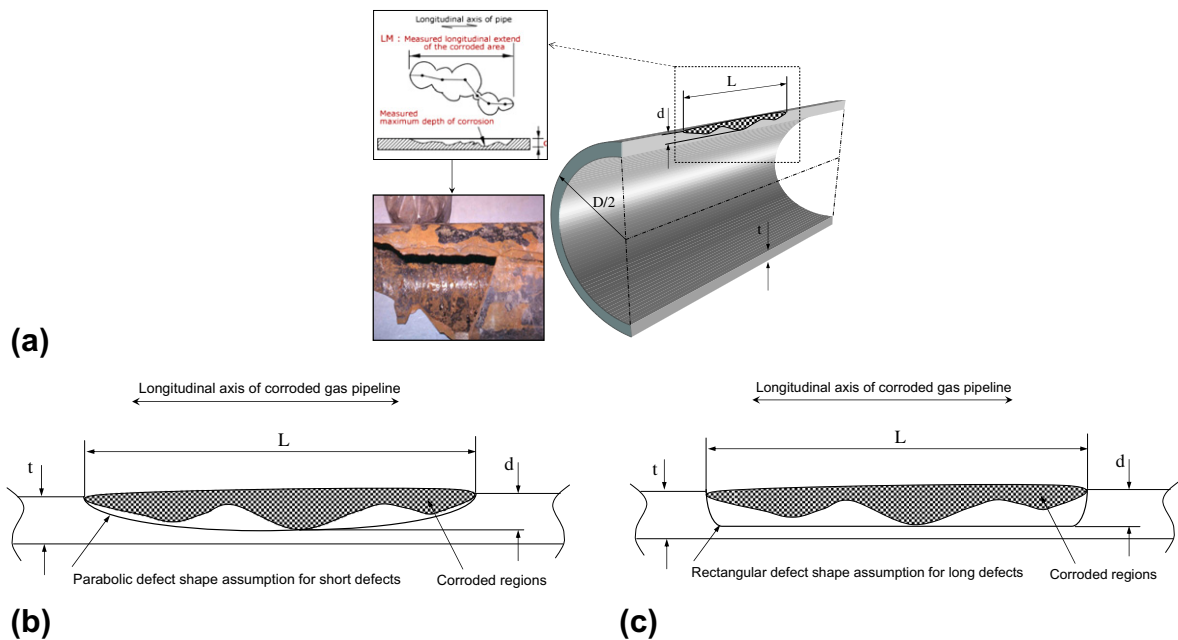 Longitudinal axis of pipe
LM : Measured longitudinal extend
of the corroded area
Measured
maximum depth of corrosion
L
d
D/2
t
(a)
Longitudinal axis of corroded gas pipeline
L
t
d
Parabolic defect shape assumption for short defects
Corroded regions
(b)
Longitudinal axis of corroded gas pipeline
L
t
d
Rectangular defect shape assumption for long defects
Corroded regions
(c)